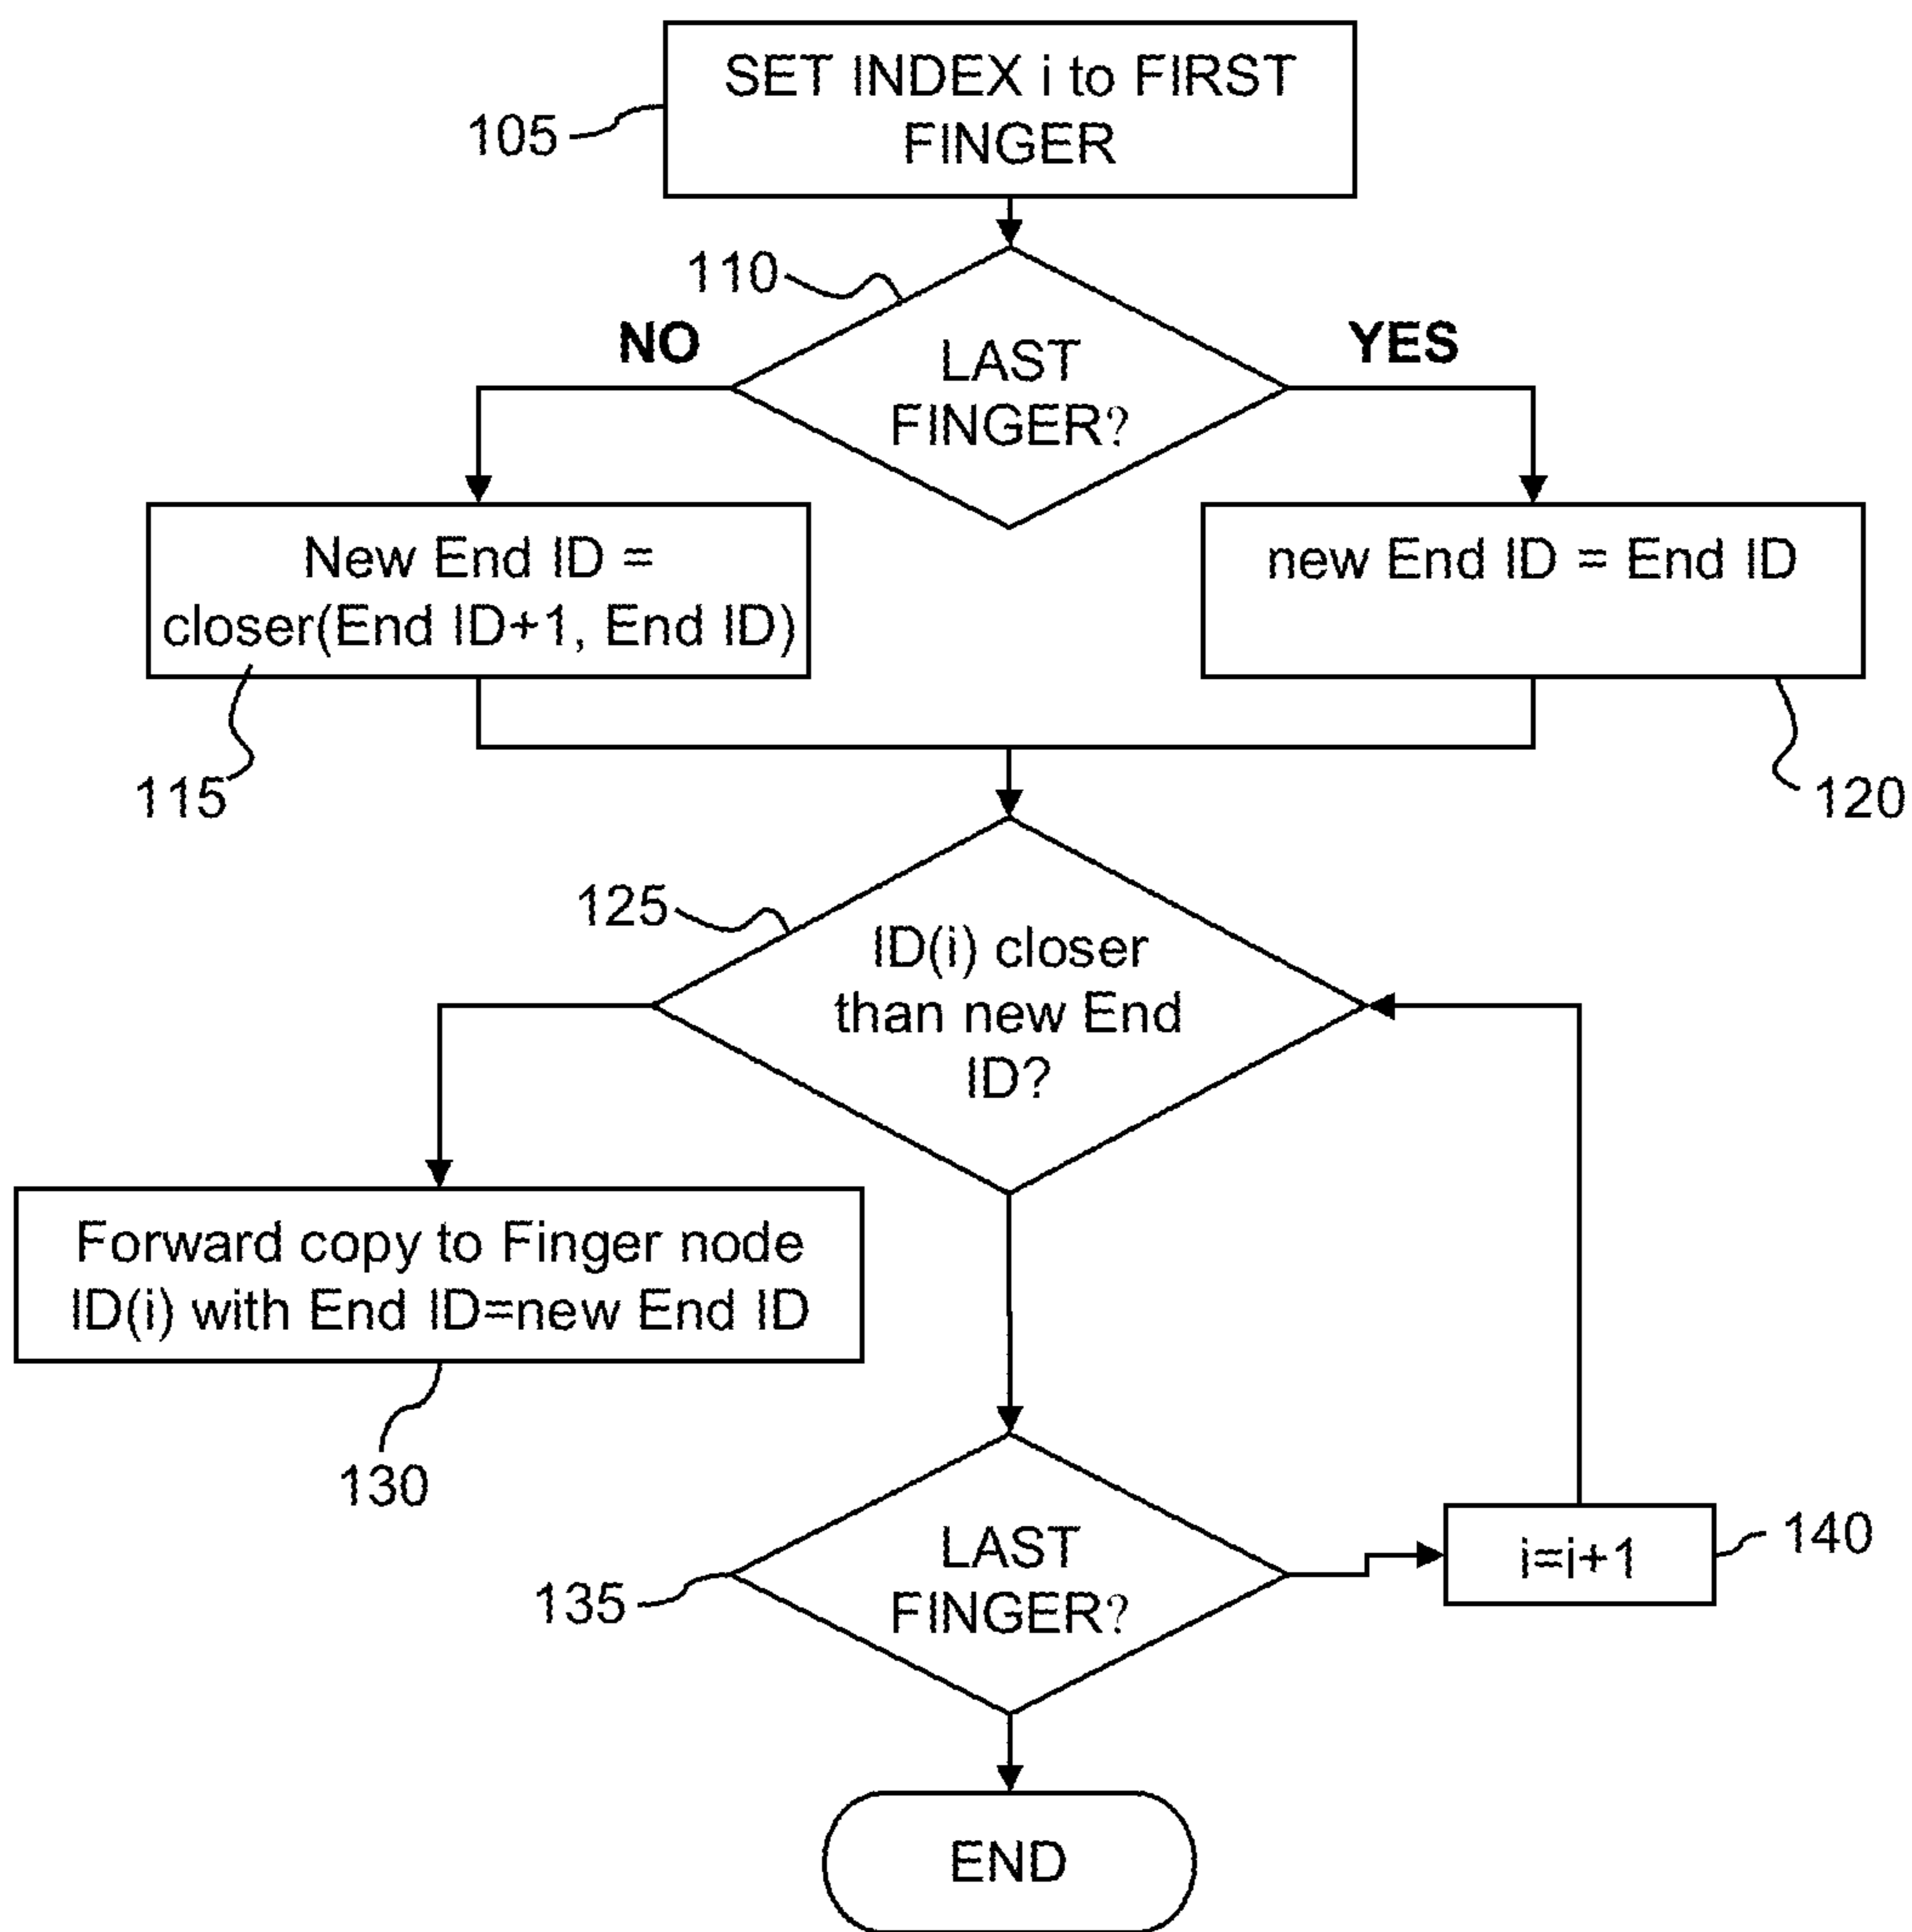 SET INDEX i to FIRST
FINGER
105
110
NO
YES
LAST
FINGER?
New End ID =
closer(End ID+1, End ID)
new End ID = End ID
115
120
125
ID(i) closer
than new End
ID?
Forward copy to Finger node
ID(i) with End ID=new End ID
130
LAST
FINGER?
135
i=i+1
140
END